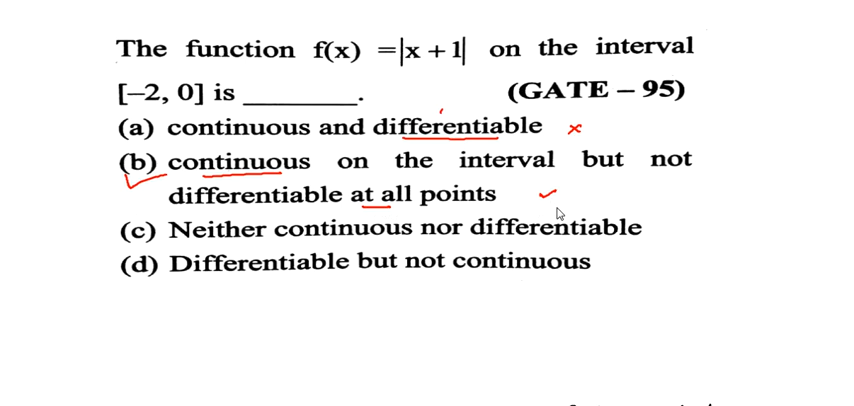 The function f(x) =|x + 1| on the interval
[–2, 0] is ________. (GATE – 95)
(a) continuous and differentiable
(b) continuous on the interval but not
differentiable at all points
(c) Neither continuous nor differentiable
(d) Differentiable but not continuous